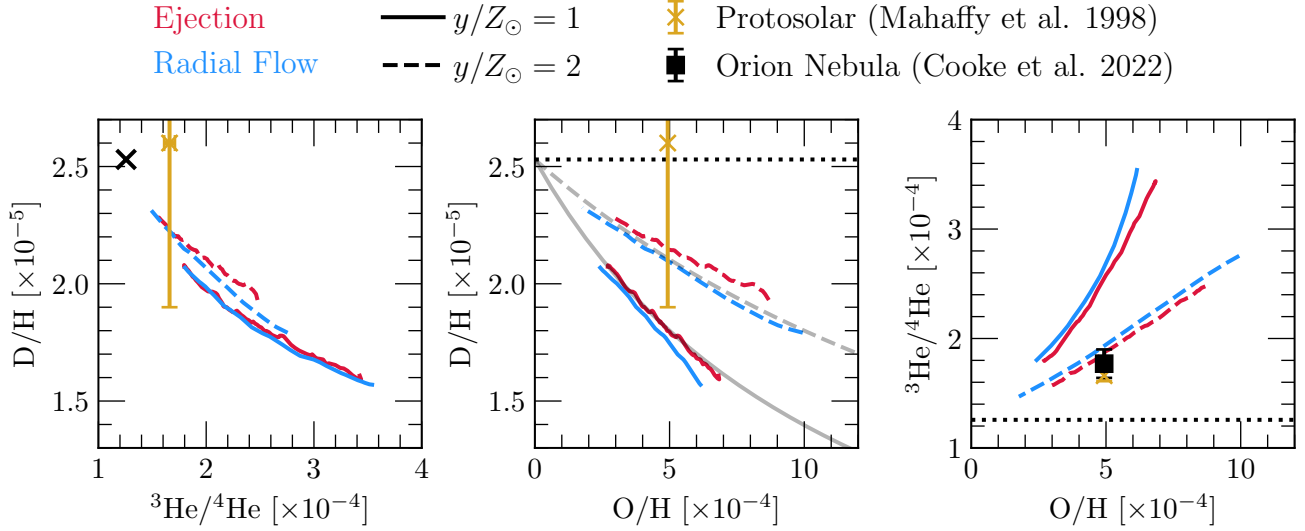 Ejection
y/Z⊙ = 1
Protosolar (Mahaffy et al. 1998)
Radial Flow
y/Z⊙ = 2
Orion Nebula (Cooke et al. 2022)
D/H [×10⁻⁵]
2.5
2.0
1.5
1 2 3 4
³He/⁴He [×10⁻⁴]
D/H [×10⁻⁵]
2.5
2.0
1.5
0 5 10
O/H [×10⁻⁴]
³He/⁴He [×10⁻⁴]
4
3
2
1
0 5 10
O/H [×10⁻⁴]